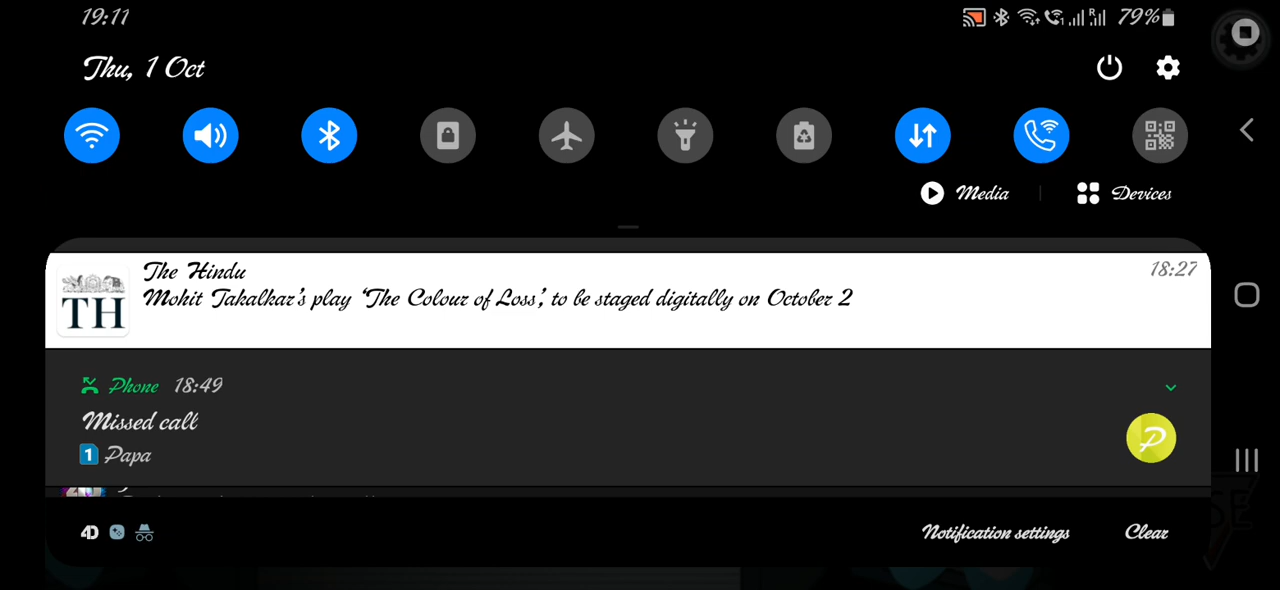 19:11
R
79%
Thu, 1 Oct
Media
Devices
The Hindu
18:27
TH
Mohit Takalkar's play 'The Colour of Loss', to be staged digitally on October 2
Phone 18:49
Missed call
P
1 Papa
4D
Notification settings
Clear